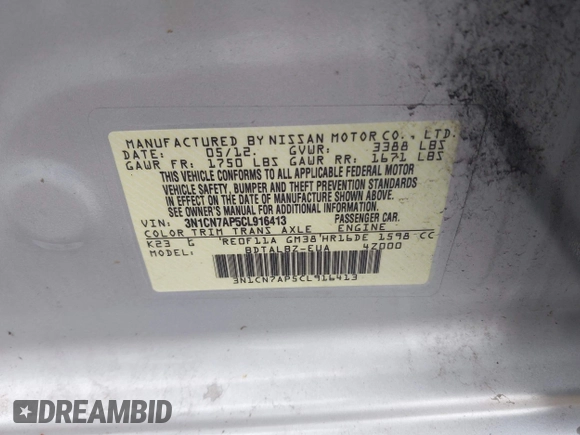 MANUFACTURED BY NISSAN MOTOR CO., LTD.
DATE: 05/12. GVWR: 3388 LBS
GAWR FR: 1750 LBS GAWR RR: 1671 LBS
THIS VEHICLE CONFORMS TO ALL APPLICABLE FEDERAL MOTOR
VEHICLE SAFETY, BUMPER AND THEFT PREVENTION STANDARDS
IN EFFECT ON THE DATE OF MANUFACTURE SHOWN ABOVE.
SEE OWNER'S MANUAL FOR ADDITIONAL INFORMATION.
VIN: 3N1CN7AP5CL916413 PASSENGER CAR.
COLOR TRIM TRANS AXLE ENGINE
K23 G RE0F11A GM38 HR16DE 1598 CC
MODEL: BDTALBZ-EUA 4Z000
3N1CN7AP5CL916413
DREAMBID